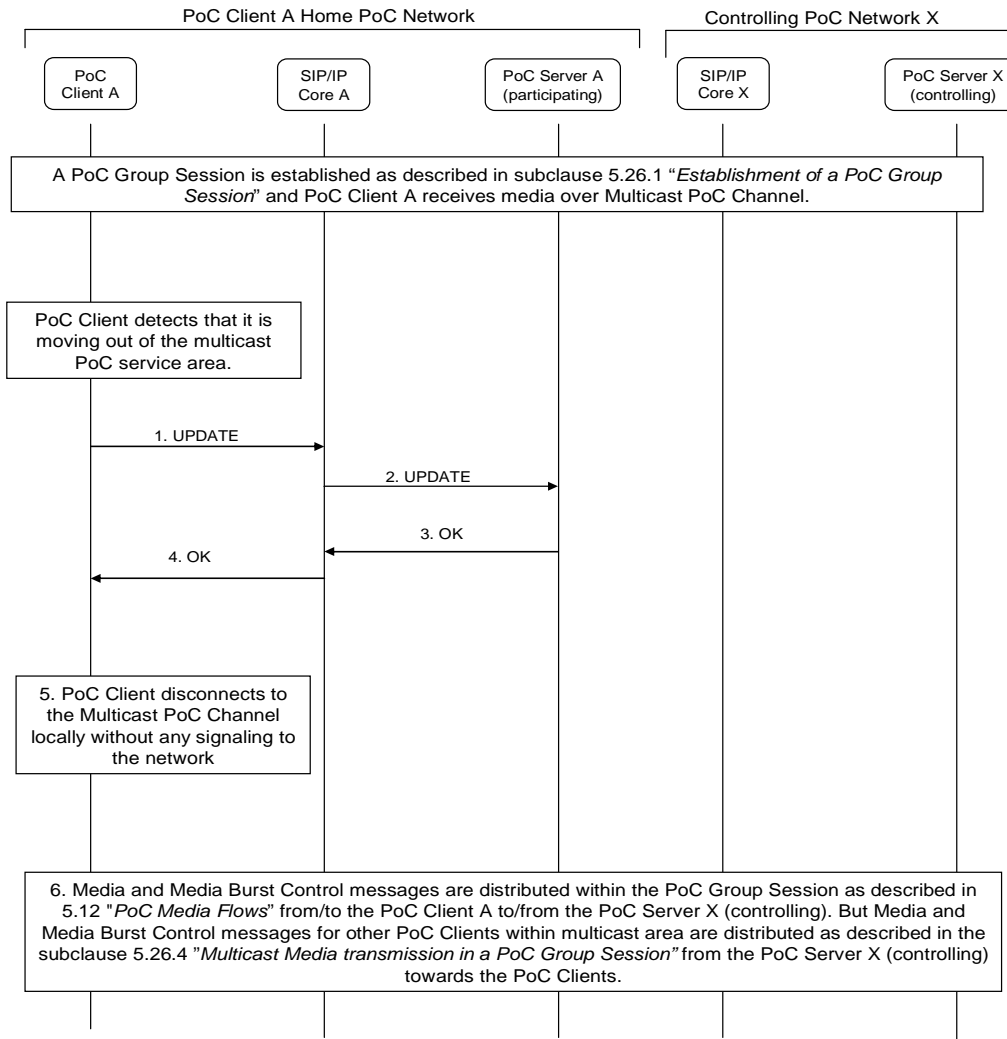 PoC Client A Home PoC Network
Controlling PoC Network X
PoC
Client A
SIP/IP
Core A
PoC Server A
(participating)
SIP/IP
Core X
PoC Server X
(controlling)
A PoC Group Session is established as described in subclause 5.26.1 “Establishment of a PoC Group
Session” and PoC Client A receives media over Multicast PoC Channel.
PoC Client detects that it is
moving out of the multicast
PoC service area.
1. UPDATE
2. UPDATE
3. OK
4. OK
5. PoC Client disconnects to
the Multicast PoC Channel
locally without any signaling to
the network
6. Media and Media Burst Control messages are distributed within the PoC Group Session as described in
5.12 "PoC Media Flows” from/to the PoC Client A to/from the PoC Server X (controlling). But Media and
Media Burst Control messages for other PoC Clients within multicast area are distributed as described in the
subclause 5.26.4 ”Multicast Media transmission in a PoC Group Session” from the PoC Server X (controlling)
towards the PoC Clients.